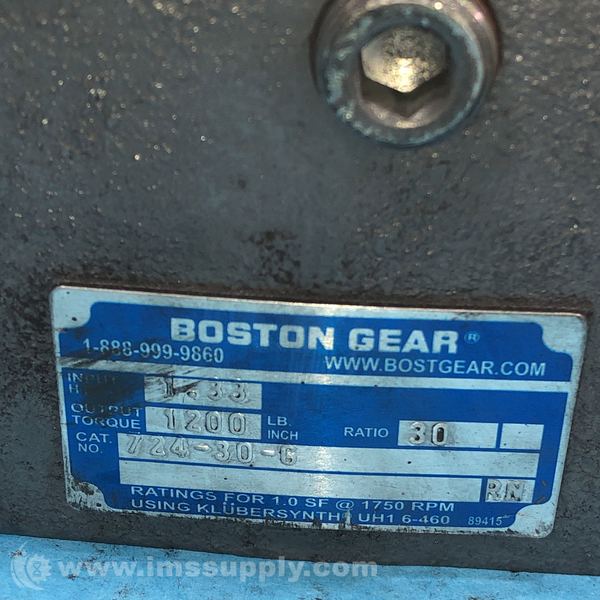 BOSTON GEAR®
1-888-999-9860
WWW.BOSTGEAR.COM
INPUT
H 1.33
OUTPUT
TORQUE 1200 LB. INCH RATIO 30
CAT.
NO. 724-30-G
RN
RATINGS FOR 1.0 SF @ 1750 RPM
USING KLÜBERSYNTH UH1 6-460 89415
© www.imssupply.com